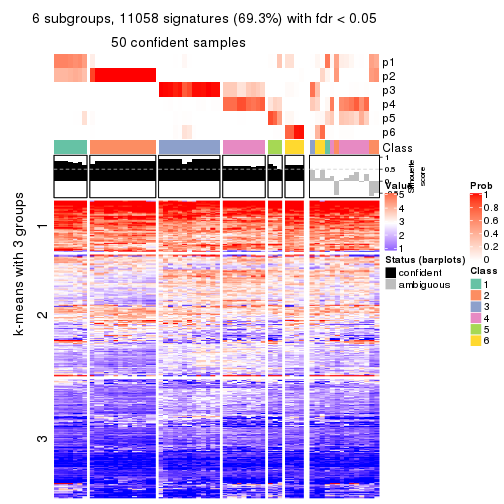 6 subgroups, 11058 signatures (69.3%) with fdr < 0.05
50 confident samples
p1
p2
p3
p4
p5
p6
Class
1
0.5
0
Silhouette
score
k-means with 3 groups
1
2
3
Value
5
4
3
2
1
Status (barplots)
confident
ambiguous
Prob
1
0.8
0.6
0.4
0.2
0
Class
1
2
3
4
5
6